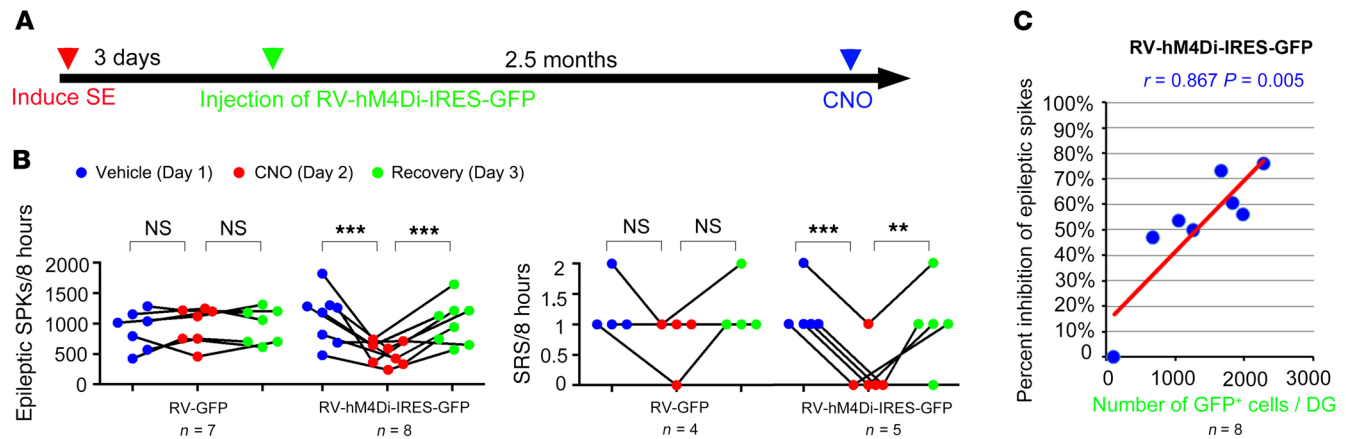 A
3 days
2.5 months
Induce SE
Injection of RV-hM4Di-IRES-GFP
CNO
B
Vehicle (Day 1)
CNO (Day 2)
Recovery (Day 3)
Epileptic SPKs/8 hours
2000
1500
1000
500
0
NS
NS
***
***
RV-GFP
RV-hM4Di-IRES-GFP
n = 7
n = 8
SRS/8 hours
2
1.5
1
0.5
0
NS
NS
***
**
RV-GFP
RV-hM4Di-IRES-GFP
n = 4
n = 5
C
RV-hM4Di-IRES-GFP
r = 0.867 P = 0.005
Percent inhibition of epileptic spikes
100%
90%
80%
70%
60%
50%
40%
30%
20%
10%
0
0 1000 2000 3000
Number of GFP⁺ cells / DG
n = 8